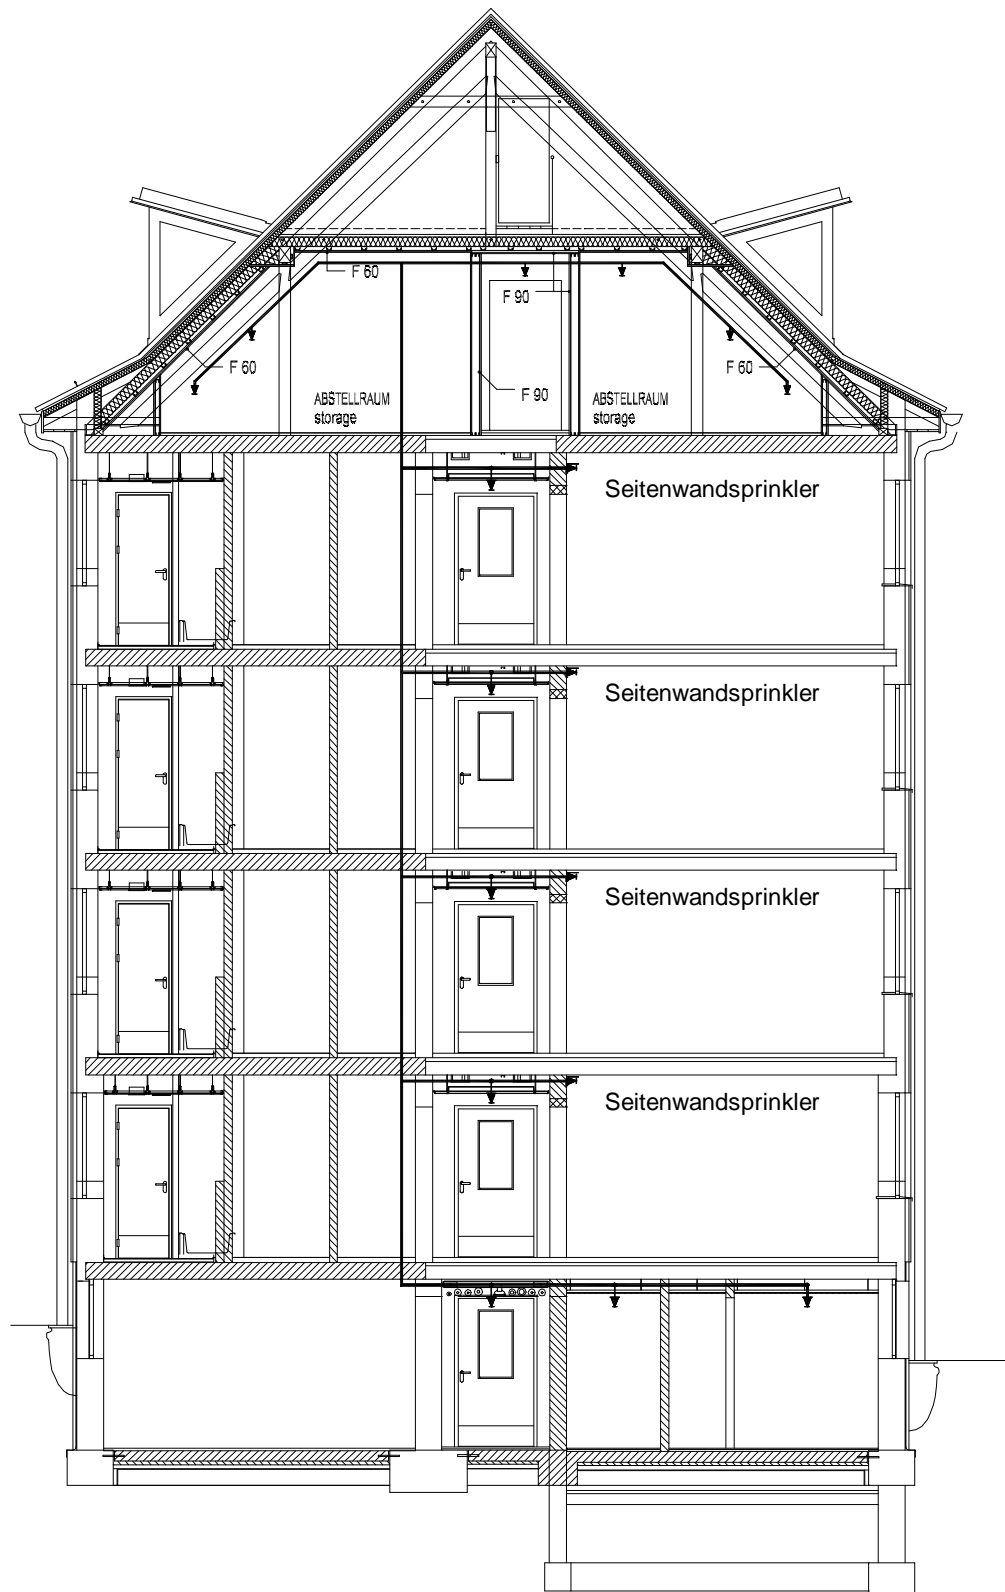 F 60
F 90
F 60
F 60
F 90
ABSTELLRAUM
storage
ABSTELLRAUM
storage
Seitenwandsprinkler
Seitenwandsprinkler
Seitenwandsprinkler
Seitenwandsprinkler